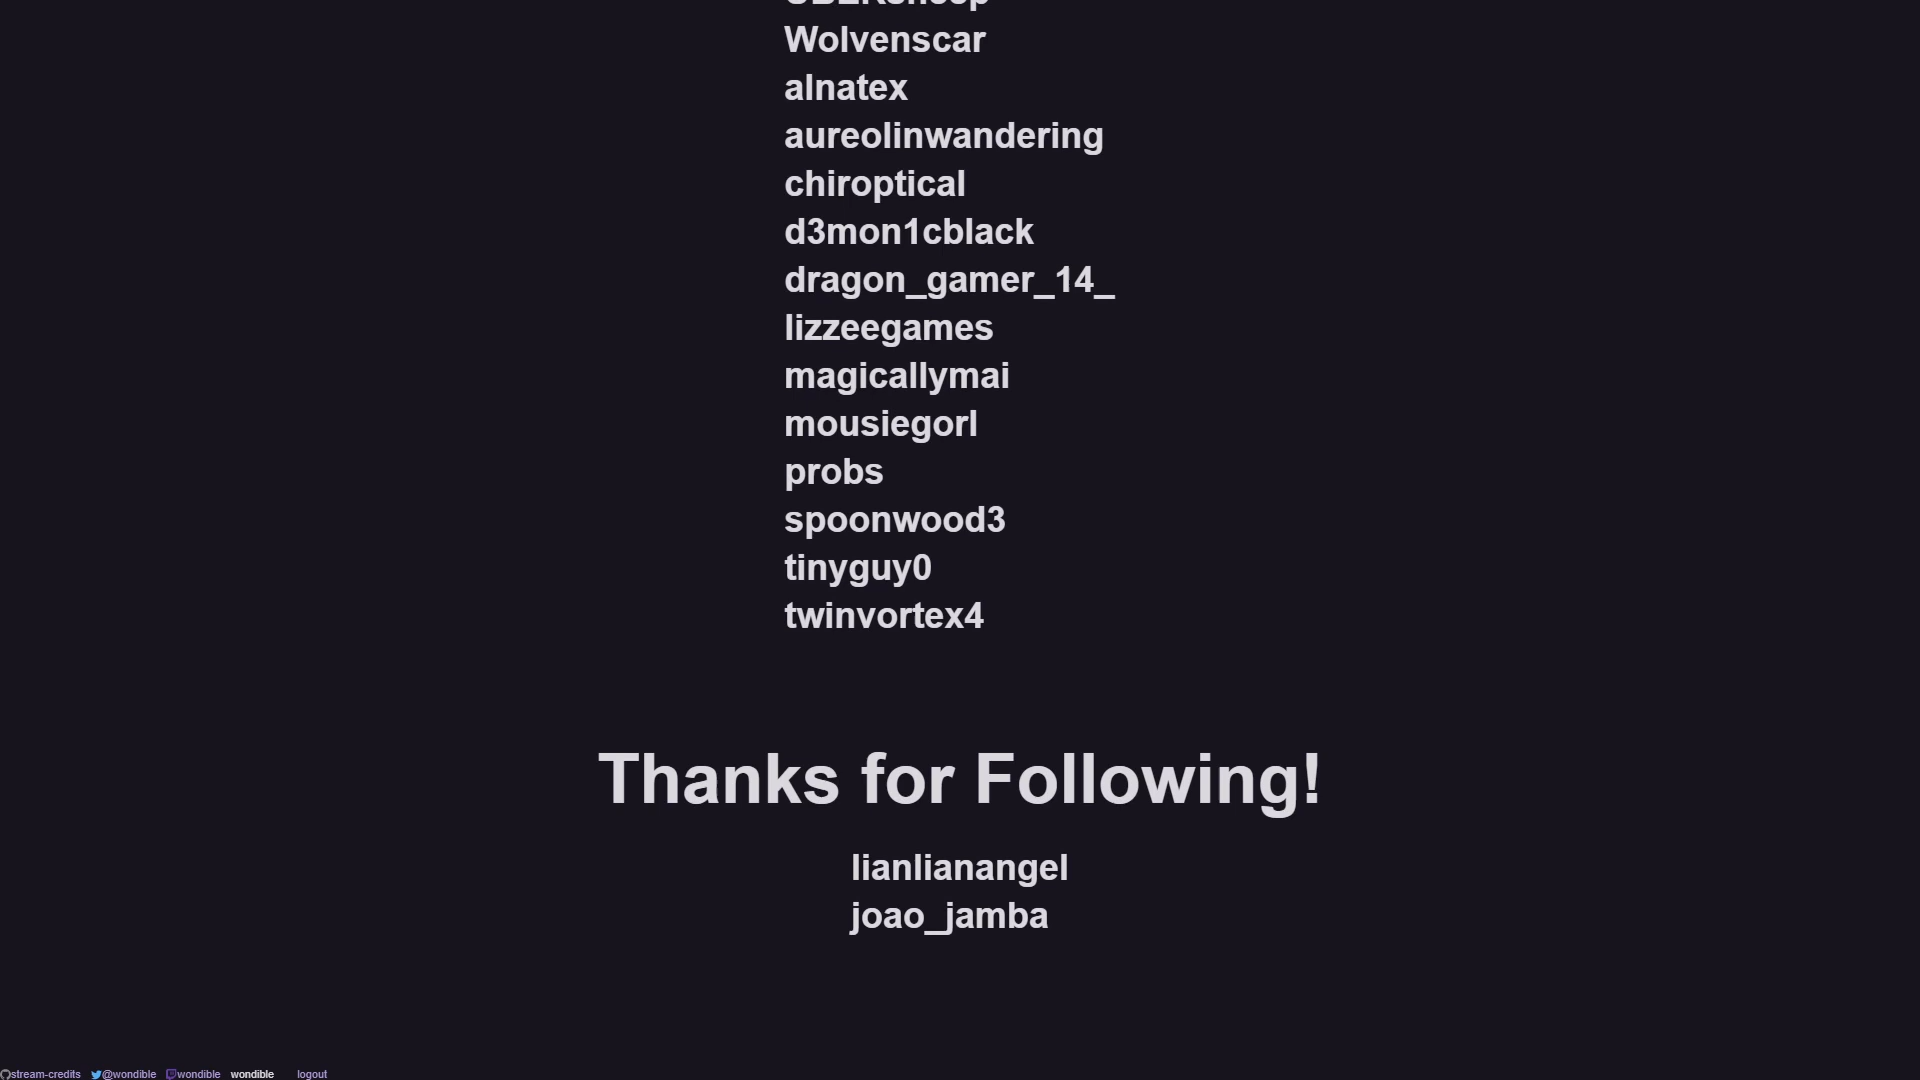 Wolvenscar
alnatex
aureolinwandering
chiroptical
d3mon1cblack
dragon_gamer_14_
lizzeegames
magicallymai
mousiegorl
probs
spoonwood3
tinyguy0
twinvortex4
Thanks for Following!
lianlianangel
joao_jamba
stream-credits @wondible wondible wondible logout